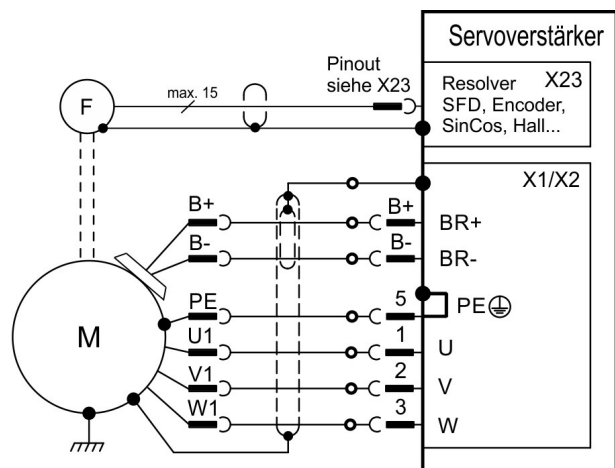 Servoverstärker
Pinout
siehe X23
max. 15
F
Resolver X23
SFD, Encoder,
SinCos, Hall...
X1/X2
B+ B+ BR+
B- B- BR-
PE 5 PE
M
U1 1 U
V1 2 V
W1 3 W